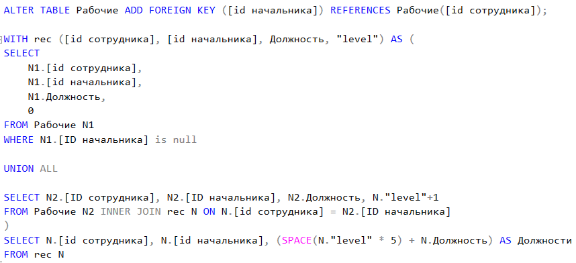 ALTER TABLE Рабочие ADD FOREIGN KEY ([id начальника]) REFERENCES Рабочие([id сотрудника]);
WITH rec ([id сотрудника], [id начальника], Должность, "level") AS (
SELECT
N1.[id сотрудника],
N1.[id начальника],
N1.Должность,
0
FROM Рабочие N1
WHERE N1.[ID начальника] is null
UNION ALL
SELECT N2.[ID сотрудника], N2.[ID начальника], N2.Должность, N."level"+1
FROM Рабочие N2 INNER JOIN rec N ON N.[id сотрудника] = N2.[ID начальника]
)
SELECT N.[id сотрудника], N.[id начальника], (SPACE(N."level" * 5) + N.Должность) AS Должности
FROM rec N